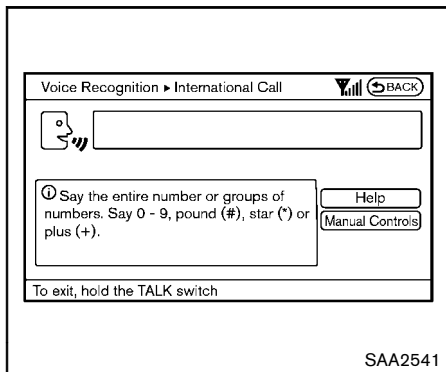 Voice Recognition ▸ International Call
BACK
ⓘ Say the entire number or groups of
numbers. Say 0 - 9, pound (#), star (*) or
plus (+).
Help
Manual Controls
To exit, hold the TALK switch
SAA2541